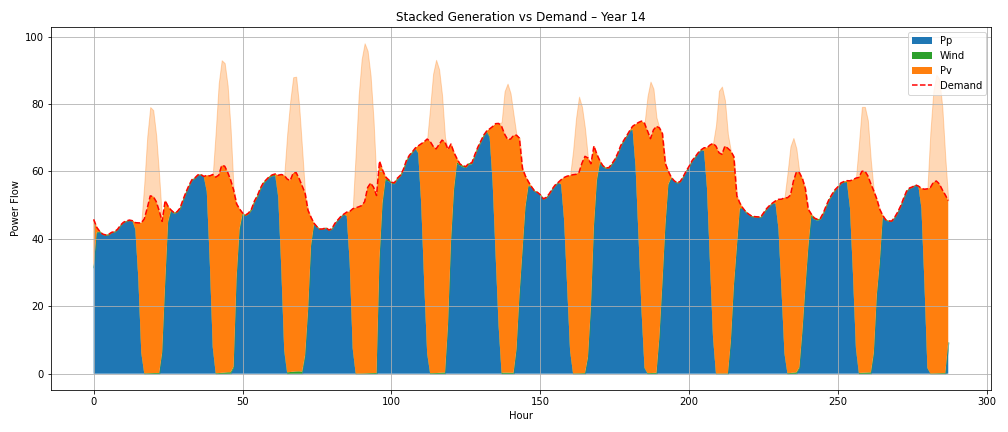 Stacked Generation vs Demand – Year 14
Pp
Wind
Pv
Demand
Power Flow
100
80
60
40
20
0
0 50 100 150 200 250 300
Hour